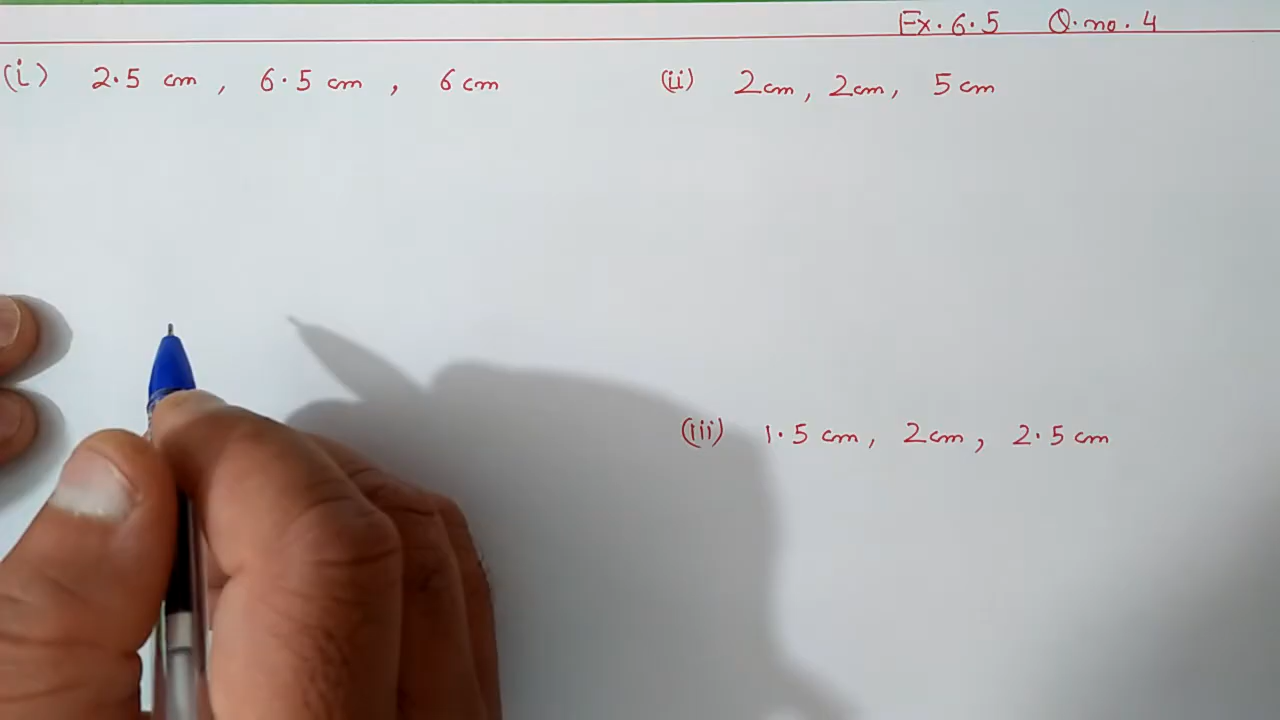 Ex. 6.5 Q. no. 4
(i) 2.5 cm, 6.5 cm, 6 cm
(ii) 2cm, 2cm, 5 cm
(iii) 1.5 cm, 2cm, 2.5 cm